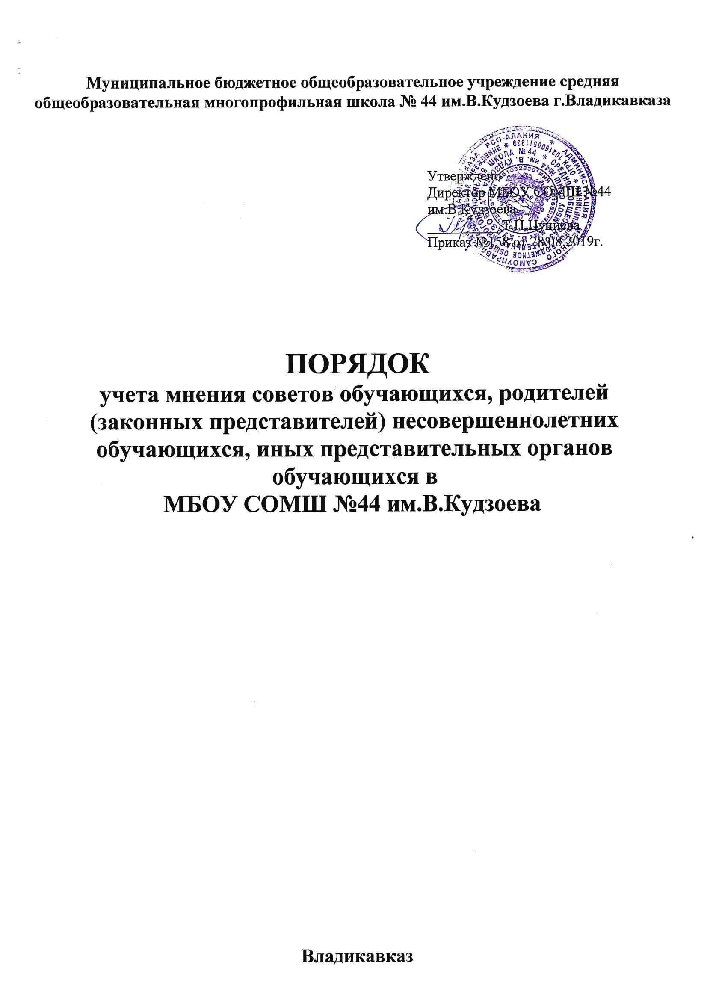 Муниципальное бюджетное общеобразовательное учреждение средняя
общеобразовательная многопрофильная школа № 44 им.В.Кудзоева г.Владикавказа
Утверждено
Директор МБОУ СОМШ №44
им.В.Кудзоева
Т.Н.Цуциева
Приказ №158 от 28.08.2019г.
ПОРЯДОК
учета мнения советов обучающихся, родителей
(законных представителей) несовершеннолетних
обучающихся, иных представительных органов
обучающихся в
МБОУ СОМШ №44 им.В.Кудзоева
Владикавказ